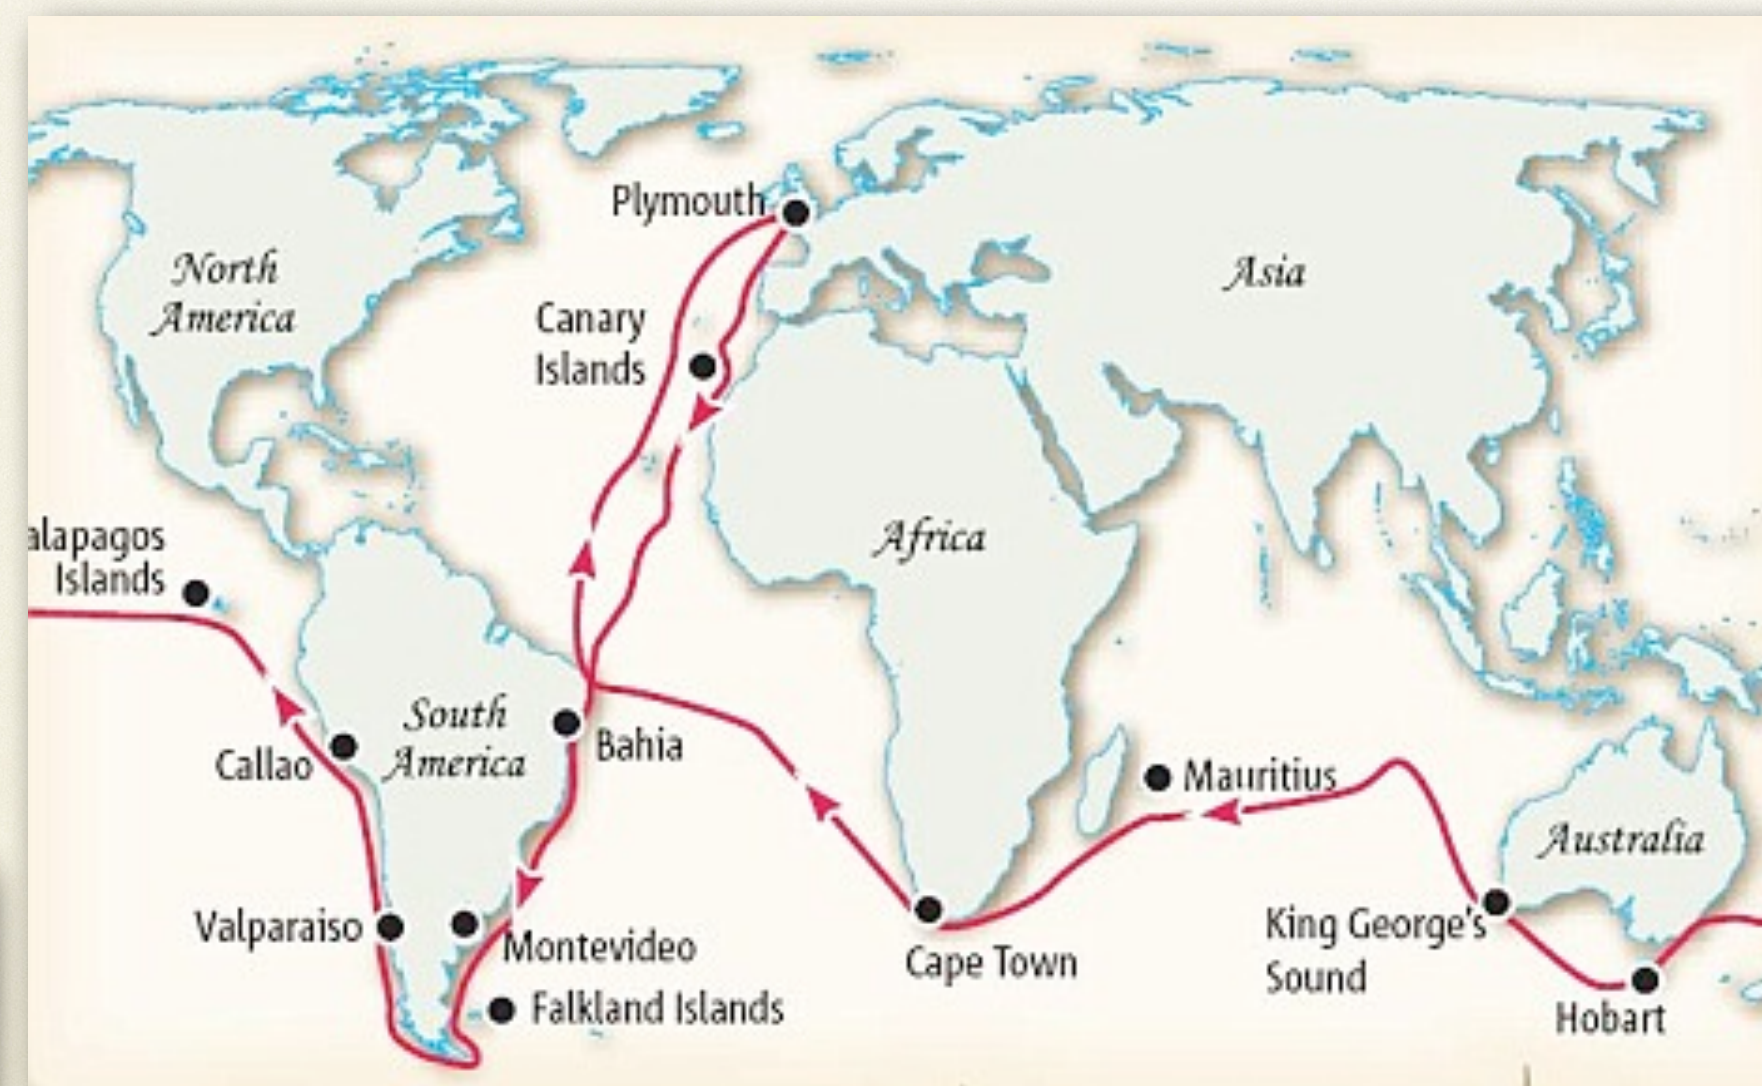 Plymouth
North
America
Asia
Canary
Islands
alapagos
Islands
Africa
South
America
Callao
Bahia
Mauritius
Australia
Valparaiso
Montevideo
King George's
Sound
Cape Town
Falkland Islands
Hobart